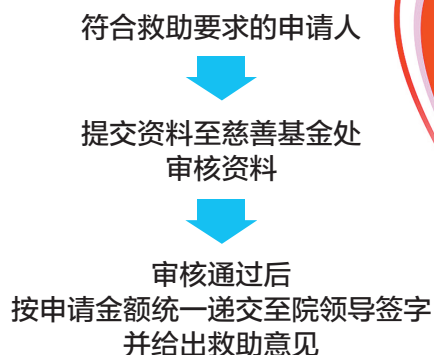 符合救助要求的申请人
提交资料至慈善基金处
审核资料
审核通过后
按申请金额统一递交至院领导签字
并给出救助意见